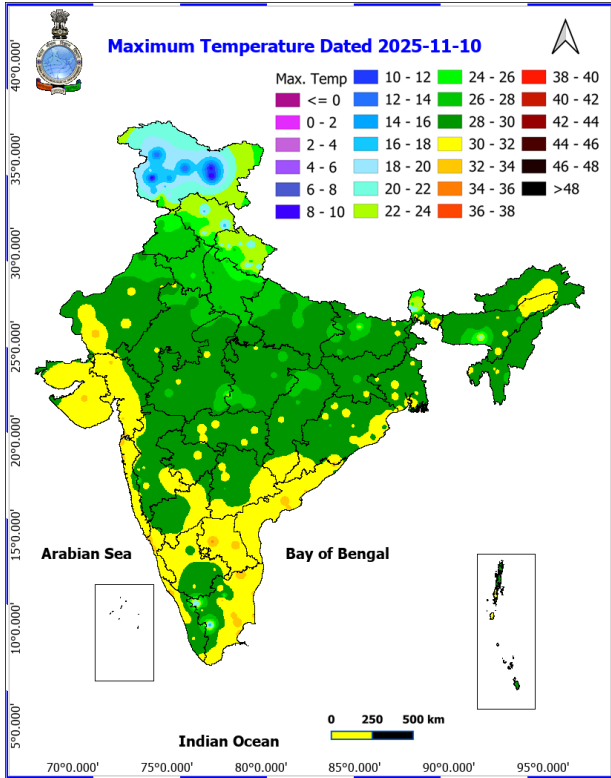 Maximum Temperature Dated 2025-11-10
Max. Temp
<= 0
0 - 2
2 - 4
4 - 6
6 - 8
8 - 10
10 - 12
12 - 14
14 - 16
16 - 18
18 - 20
20 - 22
22 - 24
24 - 26
26 - 28
28 - 30
30 - 32
32 - 34
34 - 36
36 - 38
38 - 40
40 - 42
42 - 44
44 - 46
46 - 48
>48
40°0.000'
35°0.000'
30°0.000'
25°0.000'
20°0.000'
15°0.000'
10°0.000'
5°0.000'
Arabian Sea
Bay of Bengal
Indian Ocean
0 250 500 km
70°0.000' 75°0.000' 80°0.000' 85°0.000' 90°0.000' 95°0.000'